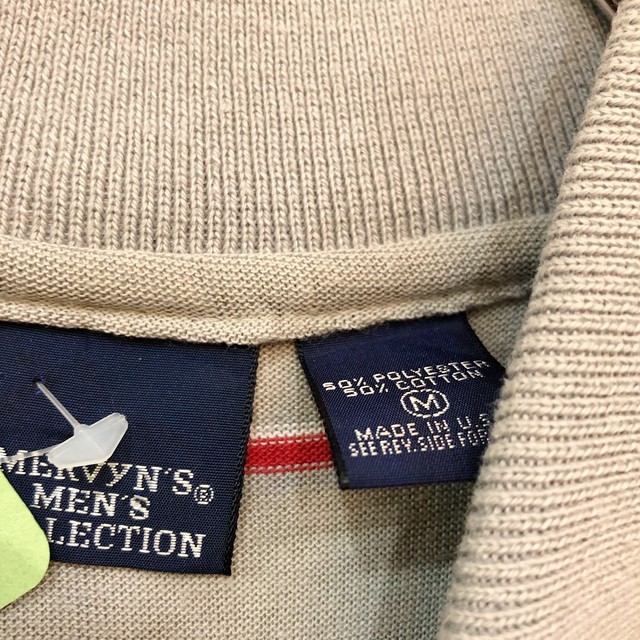 MERVYN'S®
MEN'S
LLECTION
50% POLYESTER
50% COTTON
M
MADE IN U.S
SEE REV. SIDE FOR